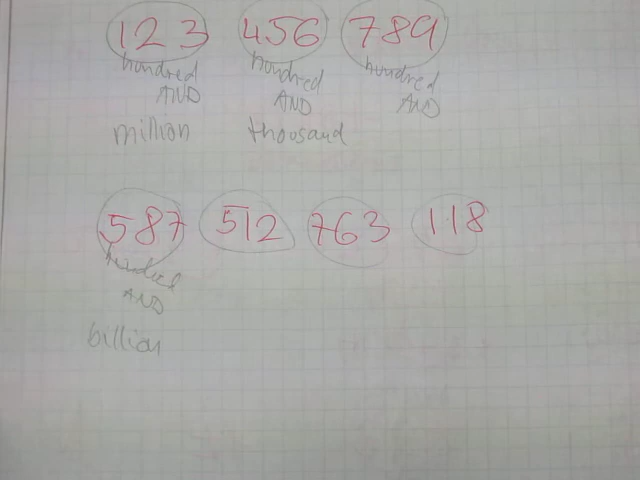 123 456 789
hundred hundred hundred
AND AND AND
million thousand
587 512 763 118
hundred
AND
billion